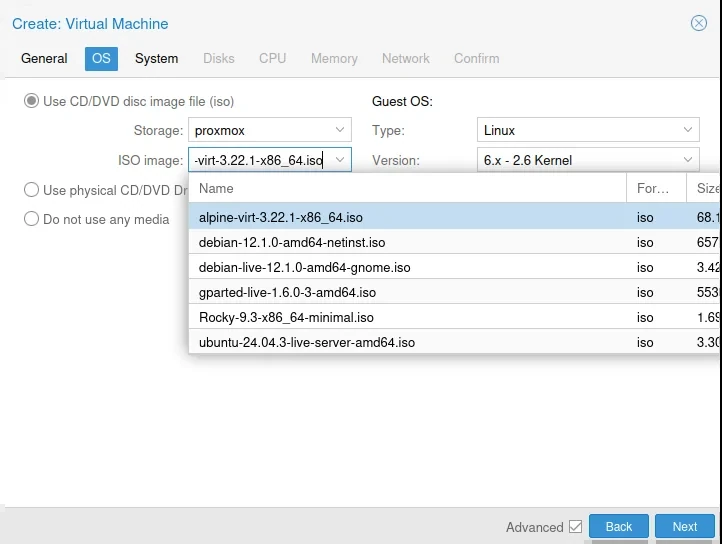 Create: Virtual Machine
General OS System Disks CPU Memory Network Confirm
Use CD/DVD disc image file (iso) Guest OS:
Storage: proxmox Type: Linux
ISO image: -virt-3.22.1-x86_64.iso Version: 6.x - 2.6 Kernel
Use physical CD/DVD Dr
Name For... Size
Do not use any media
alpine-virt-3.22.1-x86_64.iso iso 68.1
debian-12.1.0-amd64-netinst.iso iso 657
debian-live-12.1.0-amd64-gnome.iso iso 3.42
gparted-live-1.6.0-3-amd64.iso iso 553
Rocky-9.3-x86_64-minimal.iso iso 1.69
ubuntu-24.04.3-live-server-amd64.iso iso 3.30
Advanced Back Next